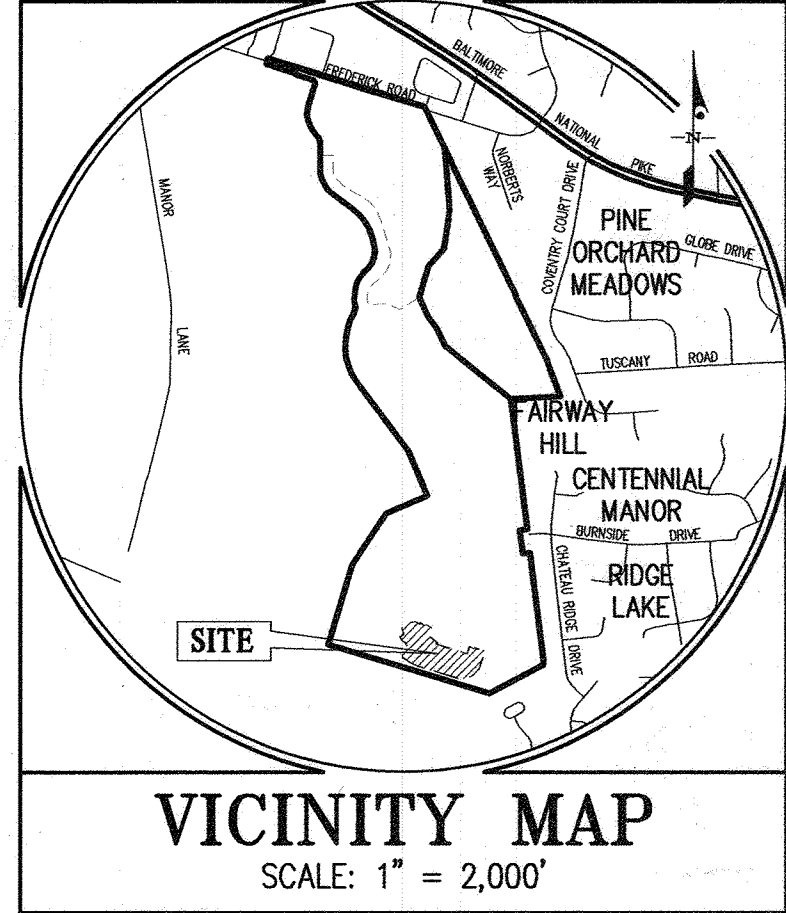 BALTIMORE
NATIONAL
PIKE
FREDERICK ROAD
NORBERTS
WAY
N
MANOR
LANE
COVENTRY COURT DRIVE
PINE
ORCHARD
MEADOWS
GLOBE DRIVE
TUSCANY ROAD
FAIRWAY
HILL
CENTENNIAL
MANOR
BURNSIDE DRIVE
RIDGE
LAKE
CHATEAU RIDGE DRIVE
SITE
VICINITY MAP
SCALE: 1" = 2,000'